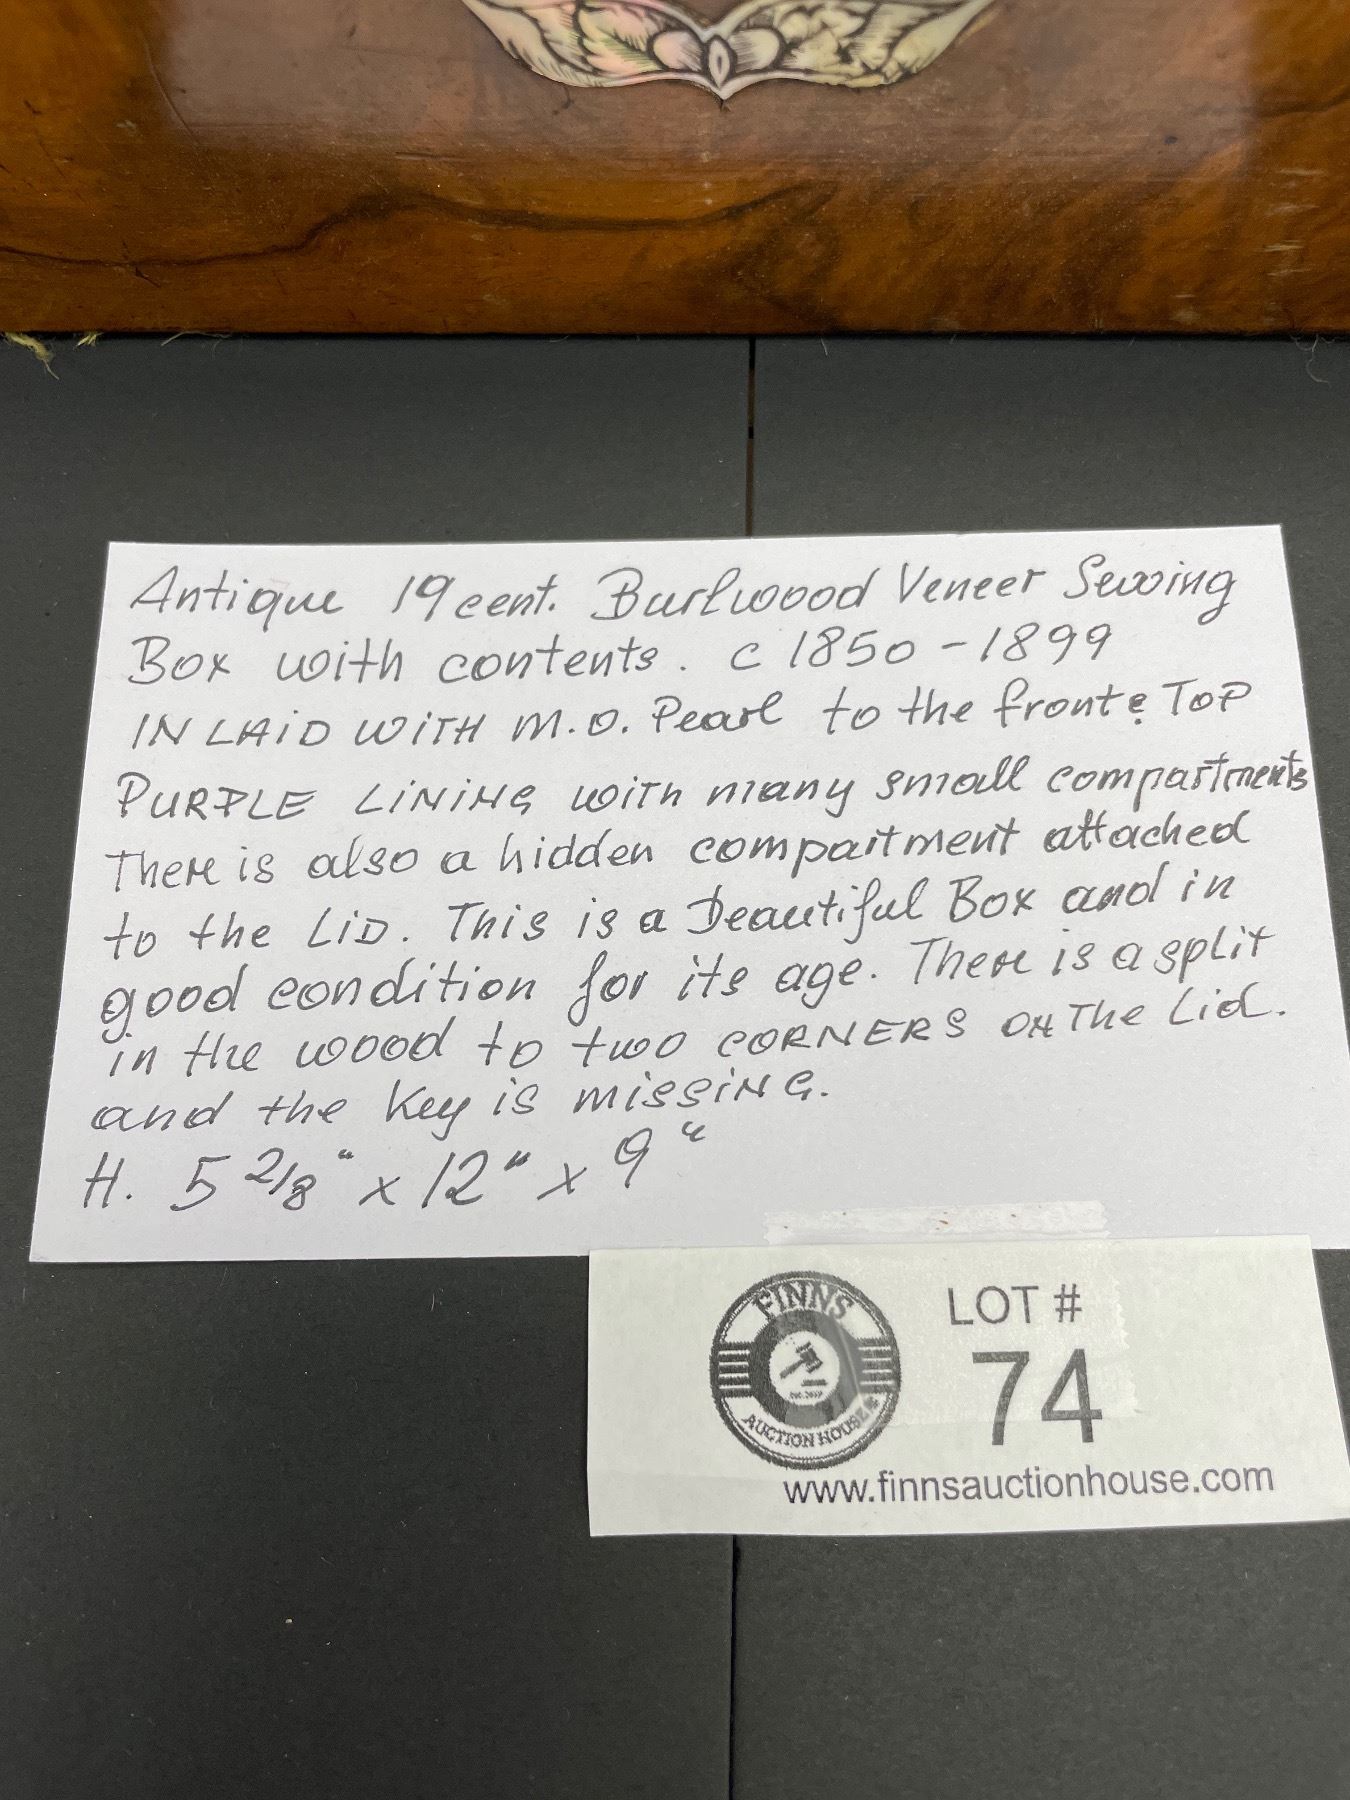 Antique 19 cent. Burlwood Veneer Sewing
Box with contents. c 1850 - 1899
INLAID WITH M.O. Pearl to the front & TOP
PURPLE LINING with many small compartments
There is also a hidden compartment attached
to the LiD. This is a beautiful Box and in
good condition for its age. There is a split
in the wood to two CORNERS ON The Lid.
and the key is missing.
H. 5 2/8" x 12" x 9"
FINNS
AUCTION HOUSE
LOT #
74
www.finnsauctionhouse.com